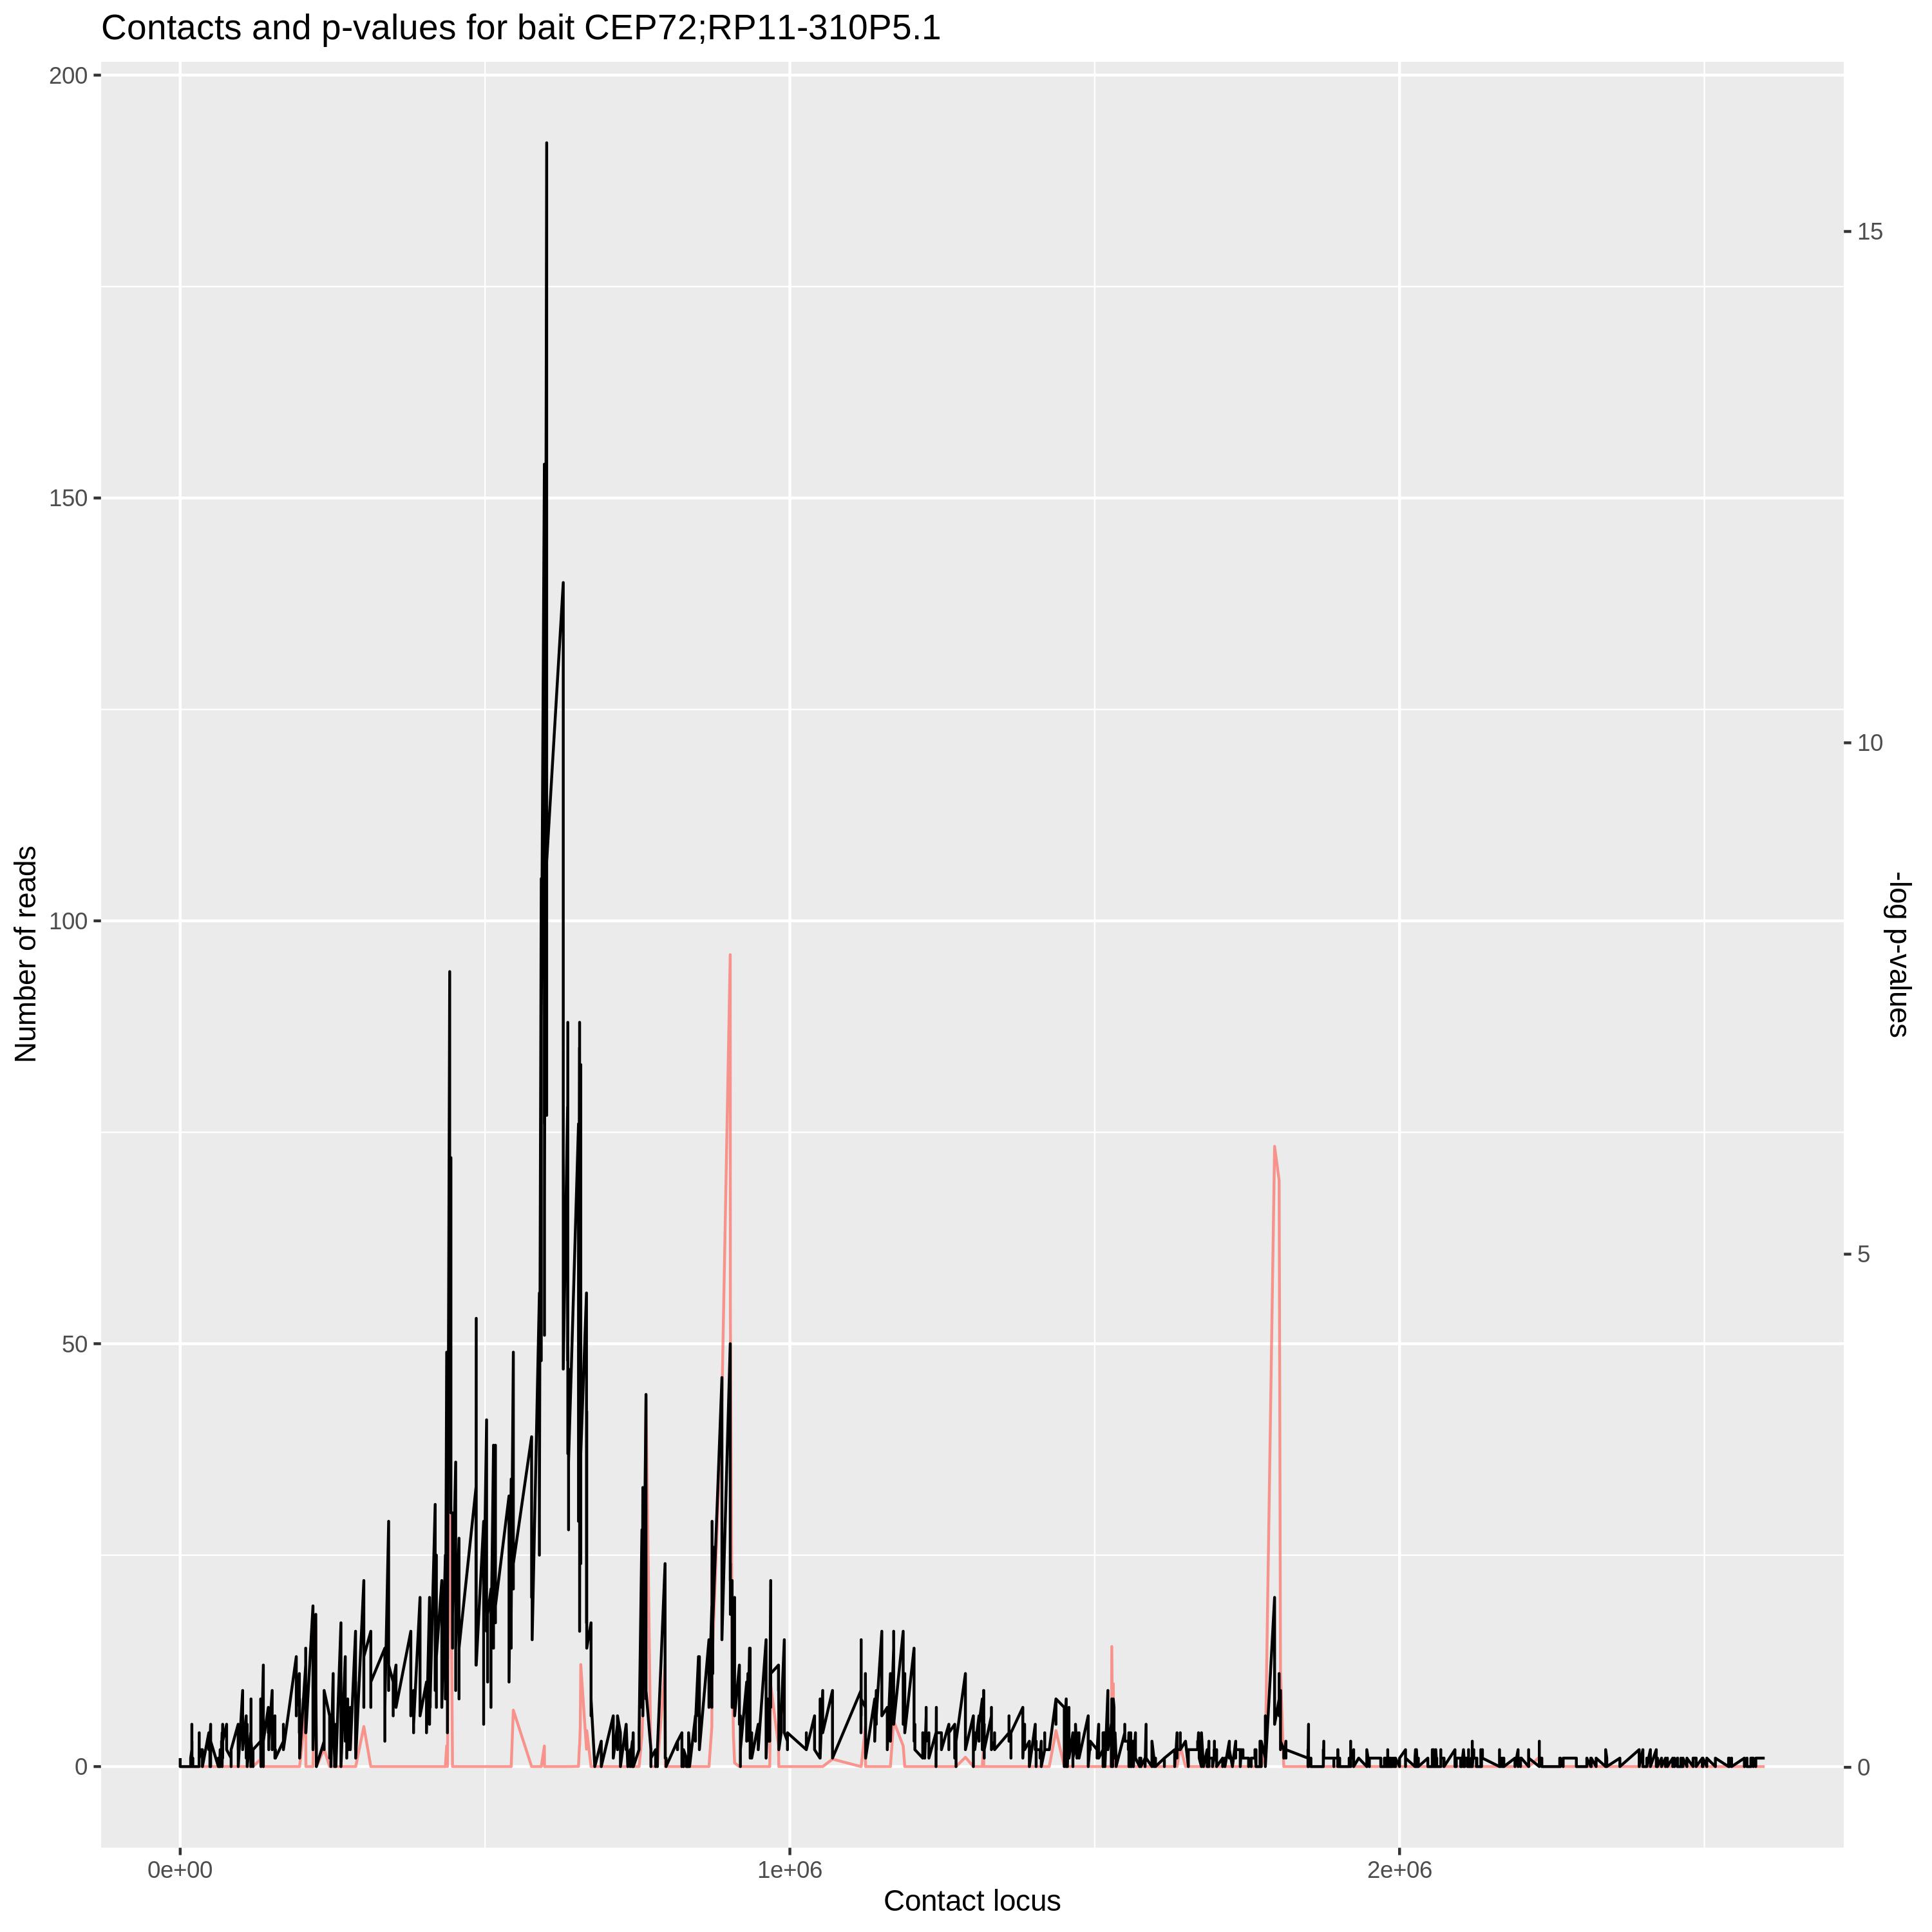 Contacts and p-values for bait CEP72;RP11-310P5.1
200
150
100
50
0
Number of reads
15
10
5
0
-log p-values
0e+00
1e+06
2e+06
Contact locus